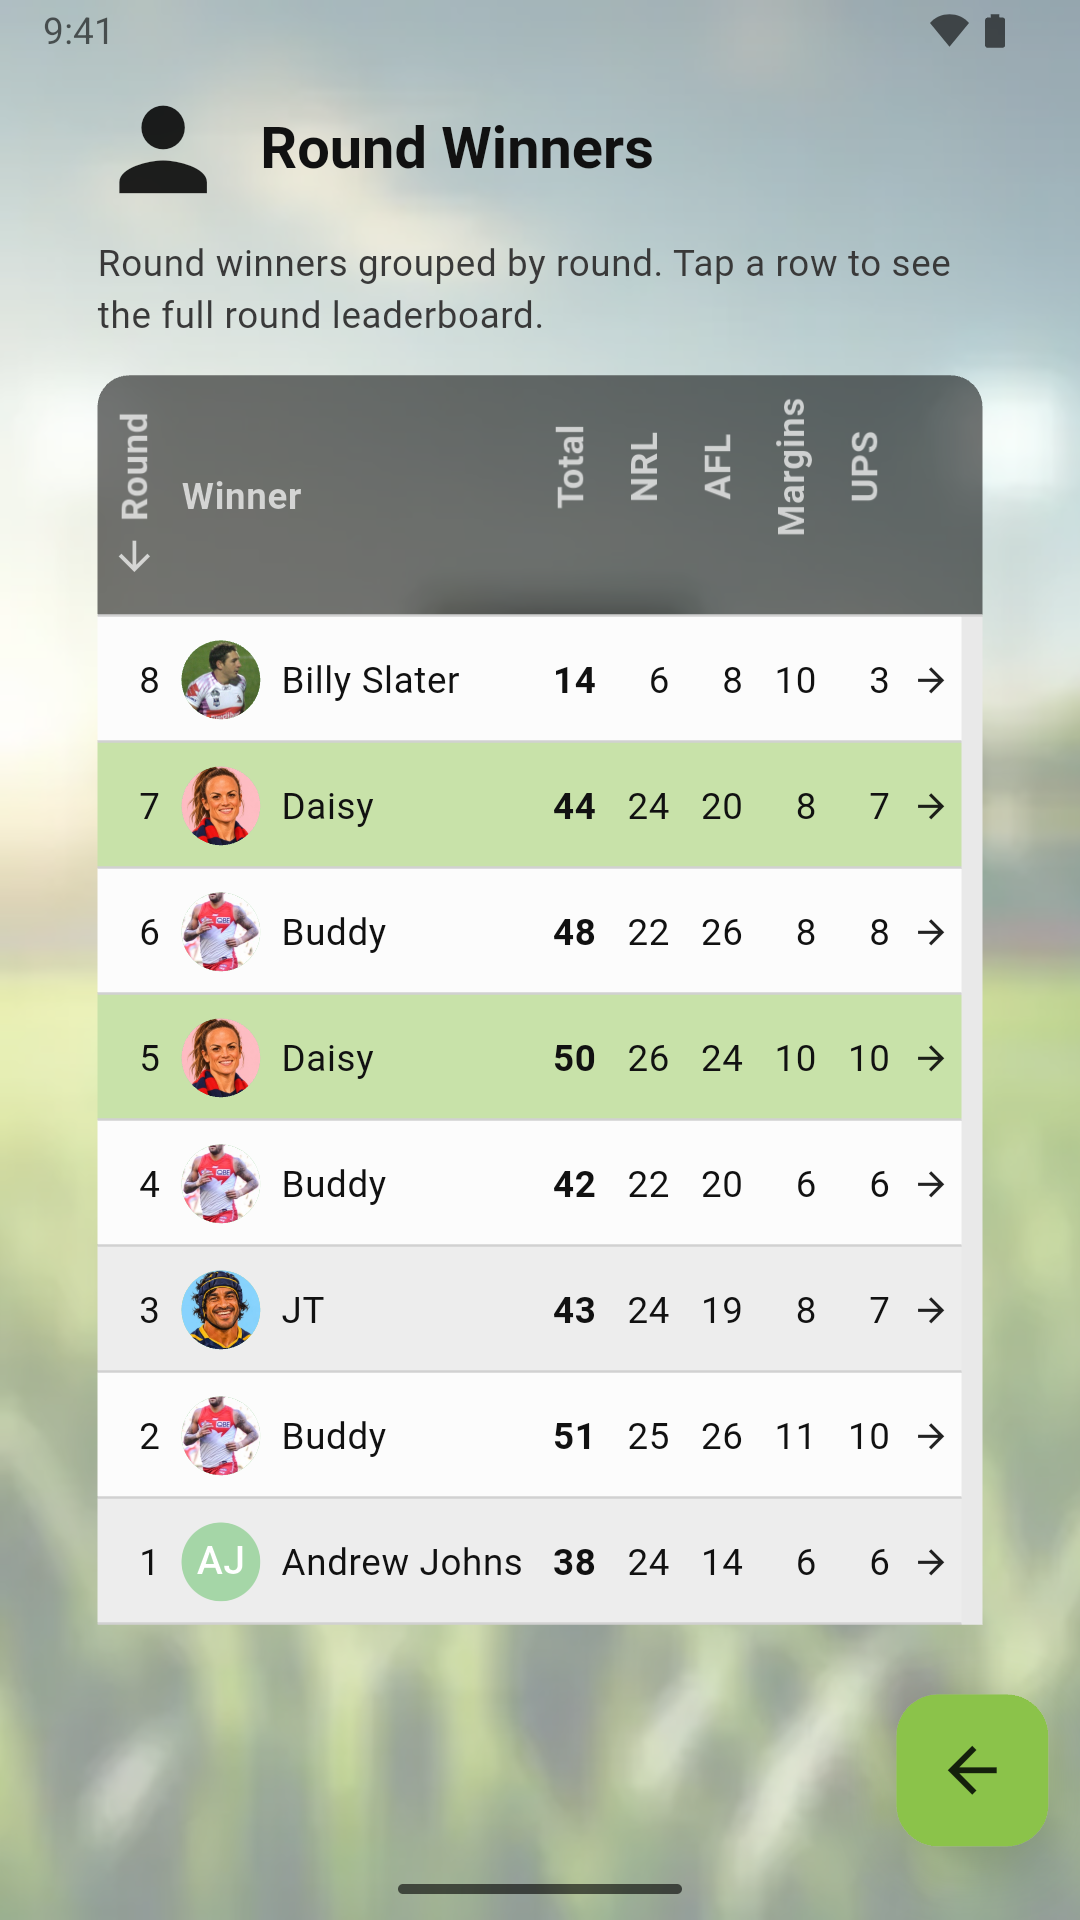 9:41
Round Winners
Round winners grouped by round. Tap a row to see
the full round leaderboard.
Round Winner Total NRL AFL Margins UPS
8 Billy Slater 14 6 8 10 3
7 Daisy 44 24 20 8 7
6 Buddy 48 22 26 8 8
5 Daisy 50 26 24 10 10
4 Buddy 42 22 20 6 6
3 JT 43 24 19 8 7
2 Buddy 51 25 26 11 10
1 AJ Andrew Johns 38 24 14 6 6